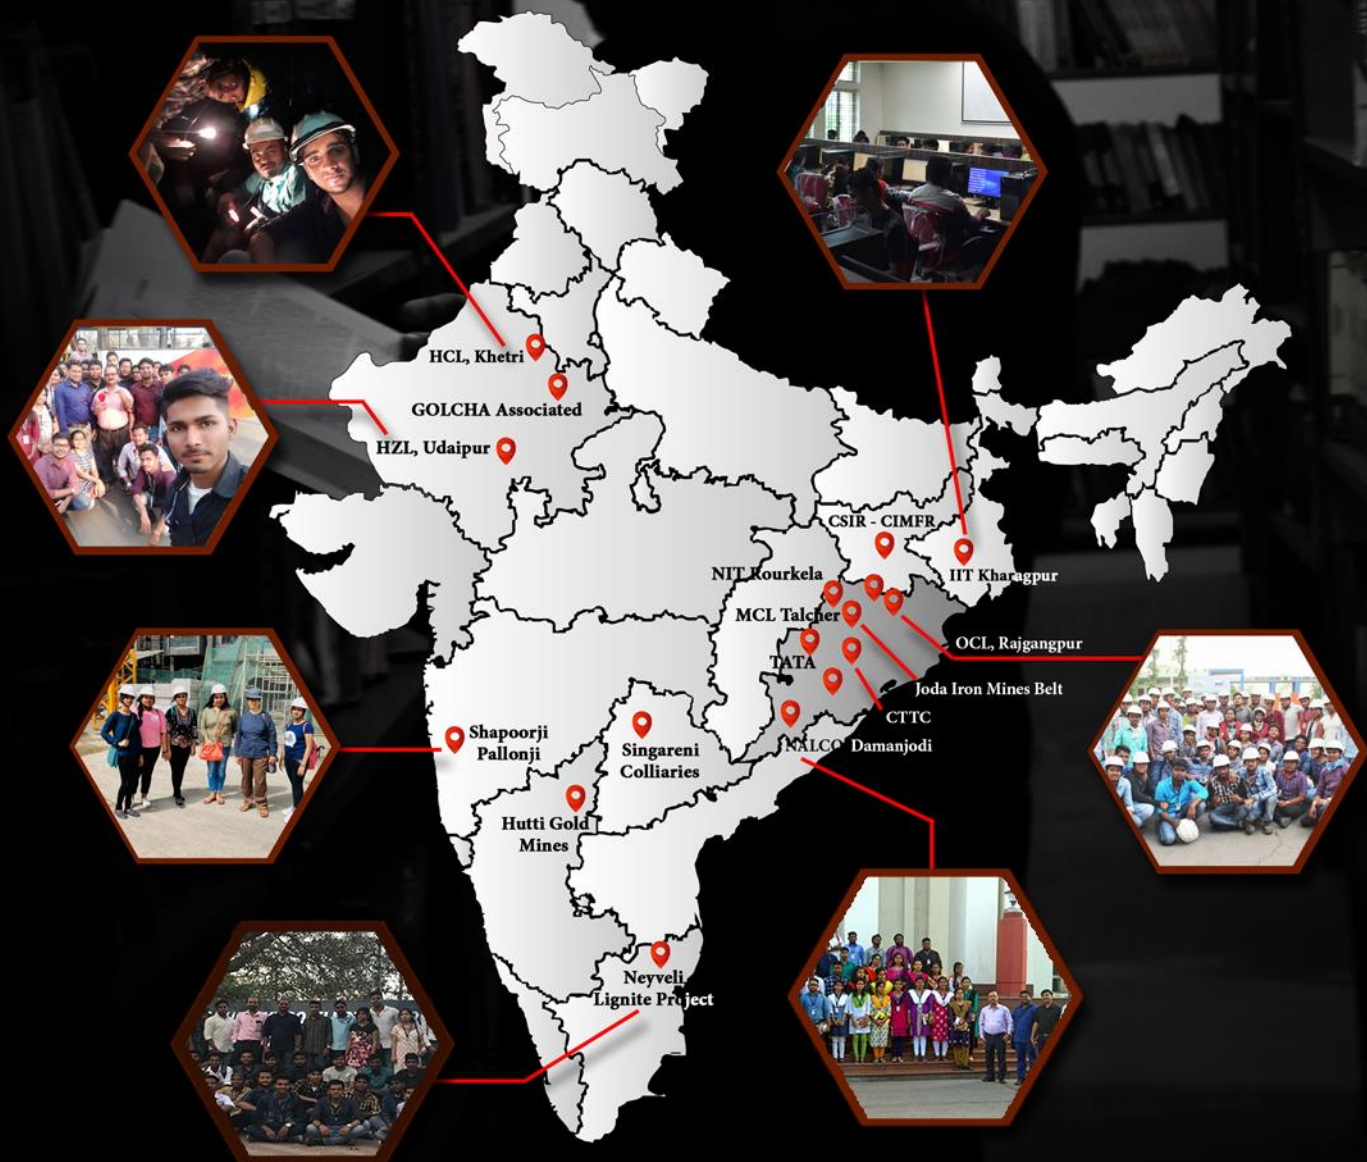 HCL, Khetri
GOLCHA Associated
HZL, Udaipur
CSIR - CIMFR
NIT Rourkela
IIT Kharagpur
MCL Talcher
OCL, Rajgangpur
TATA
Joda Iron Mines Belt
CTTC
NALCO Damanjodi
Shapoorji
Pallonji
Singareni
Colliaries
Hutti Gold
Mines
Neyveli
Lignite Project